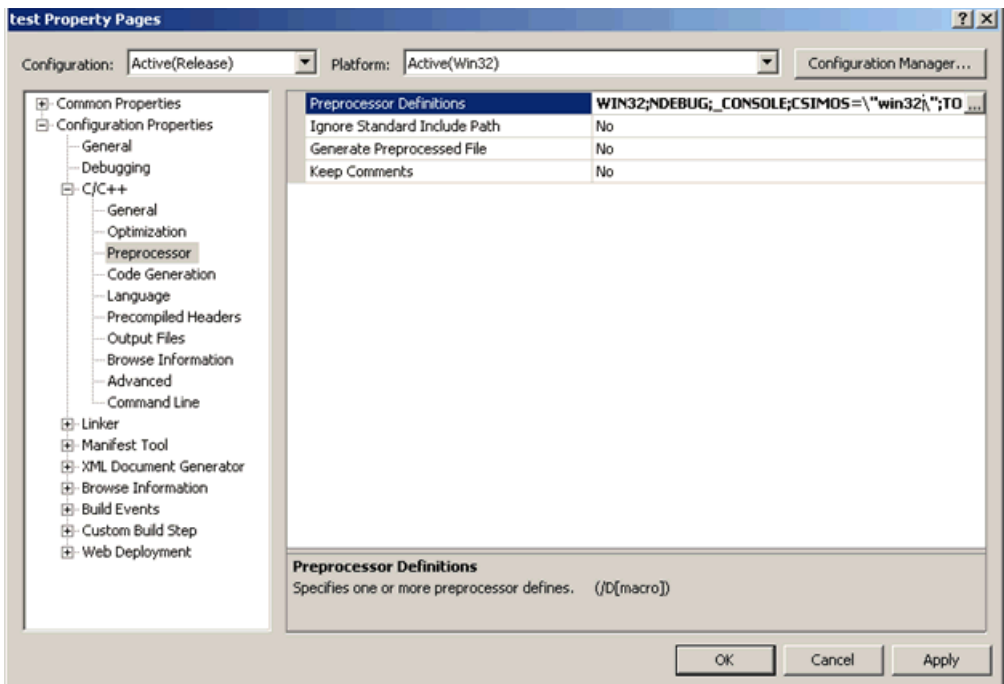 test Property Pages
Configuration: Active(Release) Platform: Active(Win32) Configuration Manager...
Common Properties
Configuration Properties
General
Debugging
C/C++
General
Optimization
Preprocessor
Code Generation
Language
Precompiled Headers
Output Files
Browse Information
Advanced
Command Line
Linker
Manifest Tool
XML Document Generator
Browse Information
Build Events
Custom Build Step
Web Deployment
Preprocessor Definitions WIN32;NDEBUG;_CONSOLE;CSIMOS=\"win32\";TO ...
Ignore Standard Include Path No
Generate Preprocessed File No
Keep Comments No
Preprocessor Definitions
Specifies one or more preprocessor defines. (/D[macro])
OK Cancel Apply